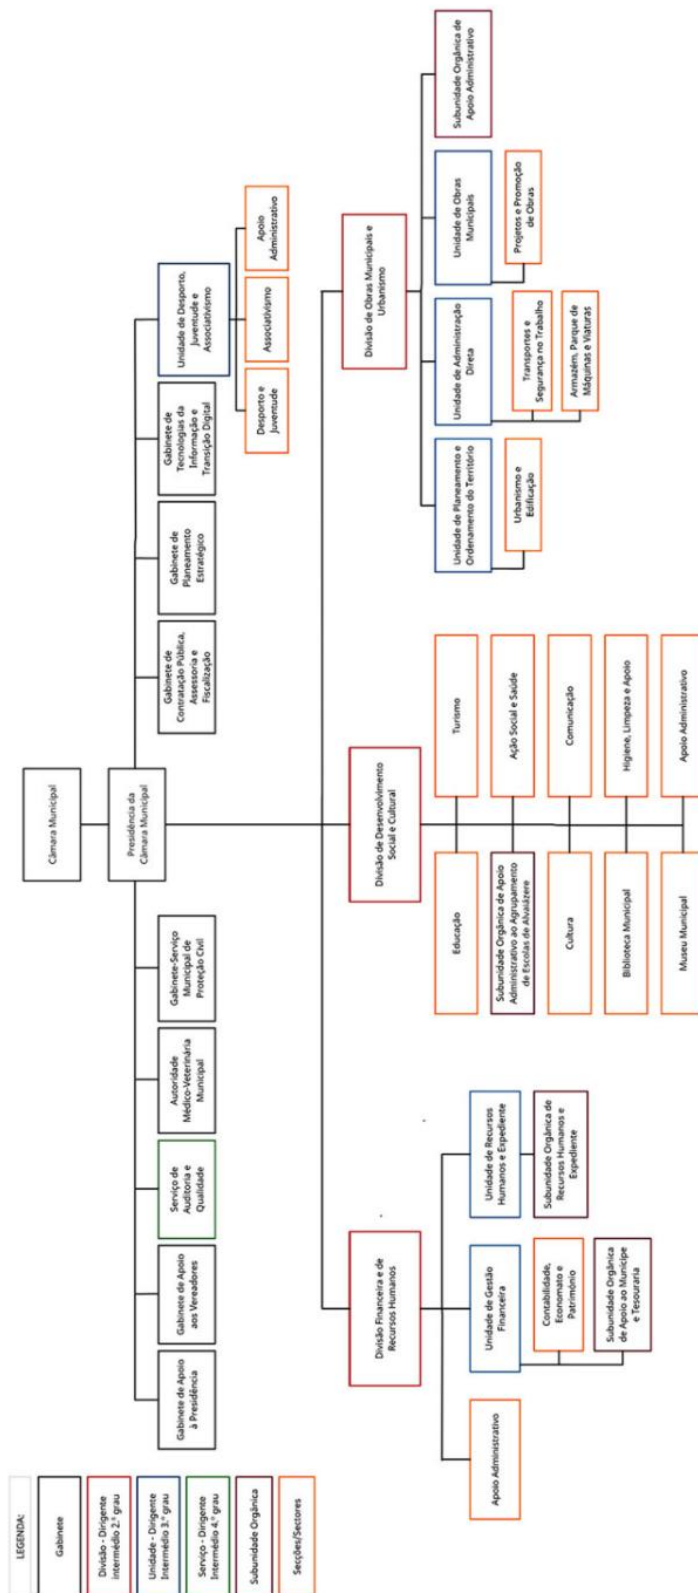 Câmara Municipal
Presidência da
Câmara Municipal
Gabinete de Apoio
à Presidência
Gabinete de Apoio
aos Vereadores
Serviço de
Auditoria e
Qualidade
Autoridade
Médico-Veterinária
Municipal
Gabinete-Serviço
Municipal de
Proteção Civil
Gabinete de
Contratação Pública,
Assessoria e
Fiscalização
Gabinete de
Planeamento
Estratégico
Gabinete de
Tecnologias da
Informação e
Transição Digital
Unidade de Desporto,
Juventude e
Associativismo
Desporto e
Juventude
Associativismo
Apoio
Administrativo
Divisão Financeira e de
Recursos Humanos
Apoio Administrativo
Unidade de Gestão
Financeira
Contabilidade,
Economato e
Património
Subunidade Orgânica
de Apoio ao Munícipe
e Tesouraria
Unidade de Recursos
Humanos e Expediente
Subunidade Orgânica de
Recursos Humanos e
Expediente
Divisão de Desenvolvimento
Social e Cultural
Educação
Turismo
Subunidade Orgânica de Apoio
Administrativo ao Agrupamento
de Escolas de Alvaiázere
Ação Social e Saúde
Cultura
Comunicação
Biblioteca Municipal
Higiene, Limpeza e Apoio
Museu Municipal
Apoio Administrativo
Divisão de Obras Municipais e
Urbanismo
Unidade de Planeamento e
Ordenamento do Território
Urbanismo e
Edificação
Unidade de Administração
Direta
Transportes e
Segurança no Trabalho
Armazém, Parque de
Máquinas e Viaturas
Unidade de Obras
Municipais
Projetos e Promoção
de Obras
Subunidade Orgânica de
Apoio Administrativo
LEGENDA:
Gabinete
Divisão - Dirigente
intermédio 2.º grau
Unidade - Dirigente
Intermédio 3.º grau
Serviço - Dirigente
Intermédio 4.º grau
Subunidade Orgânica
Secções/Sectores